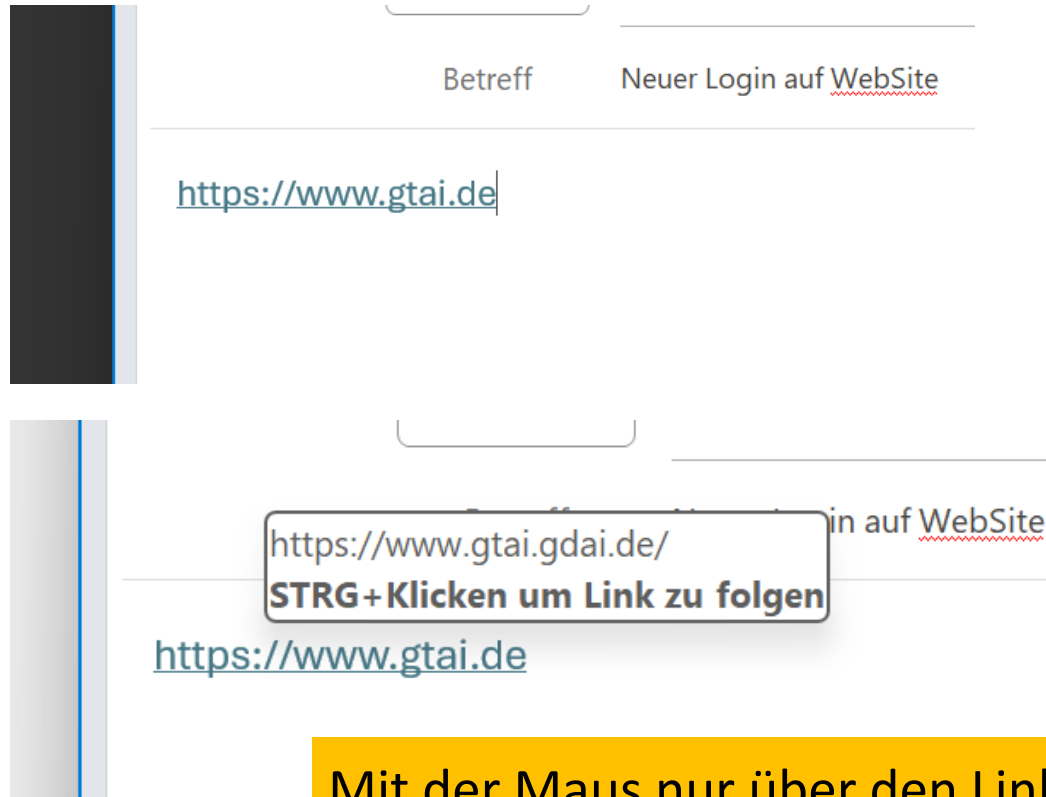 Betreff Neuer Login auf WebSite
https://www.gtai.de
in auf WebSite
https://www.gtai.gdai.de/
STRG+Klicken um Link zu folgen
https://www.gtai.de
Mit der Maus nur über den Link